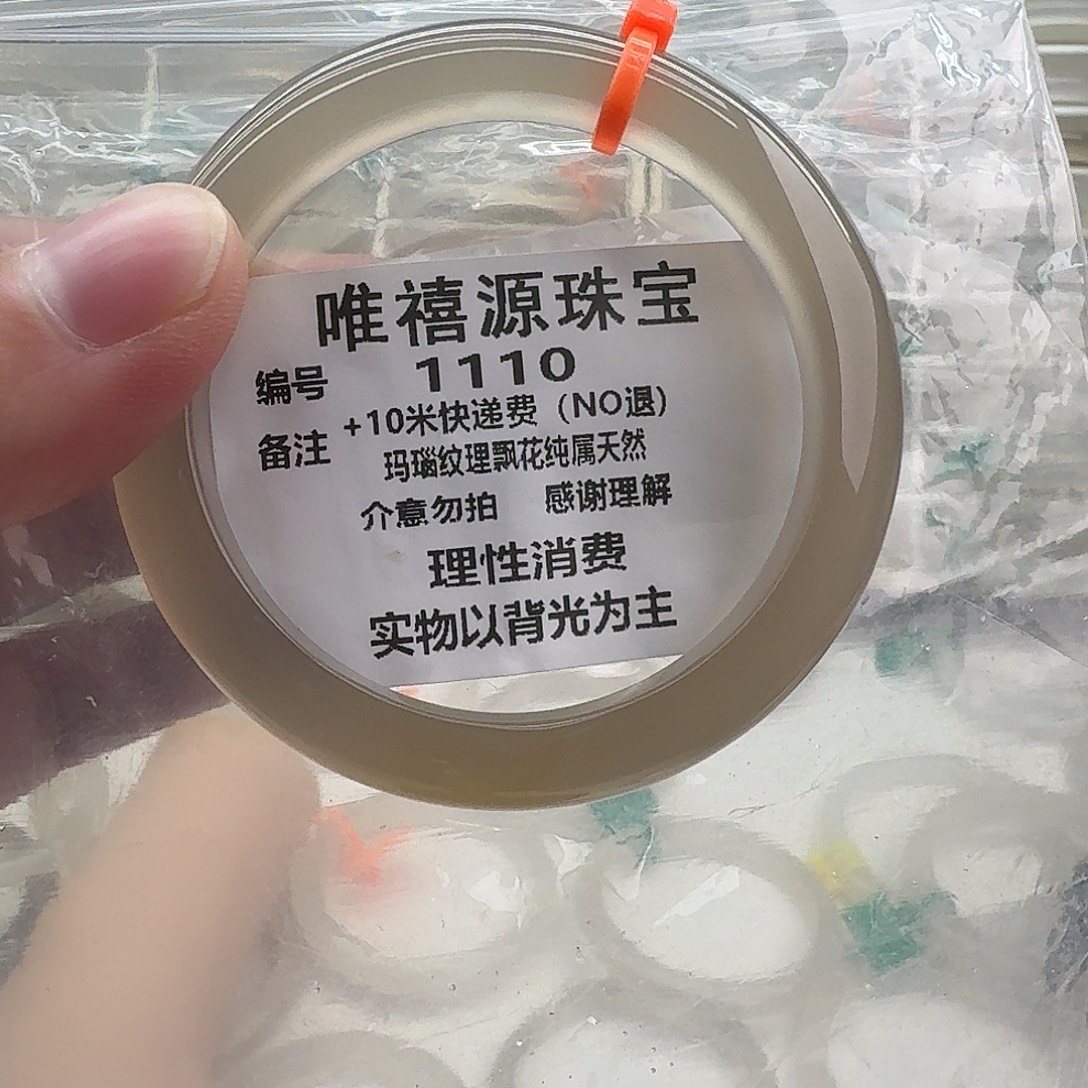 唯禧源珠宝
编号 1110
+10米快递费（NO退）
备注 玛瑙纹理飘花纯属天然
介意勿拍 感谢理解
理性消费
实物以背光为主